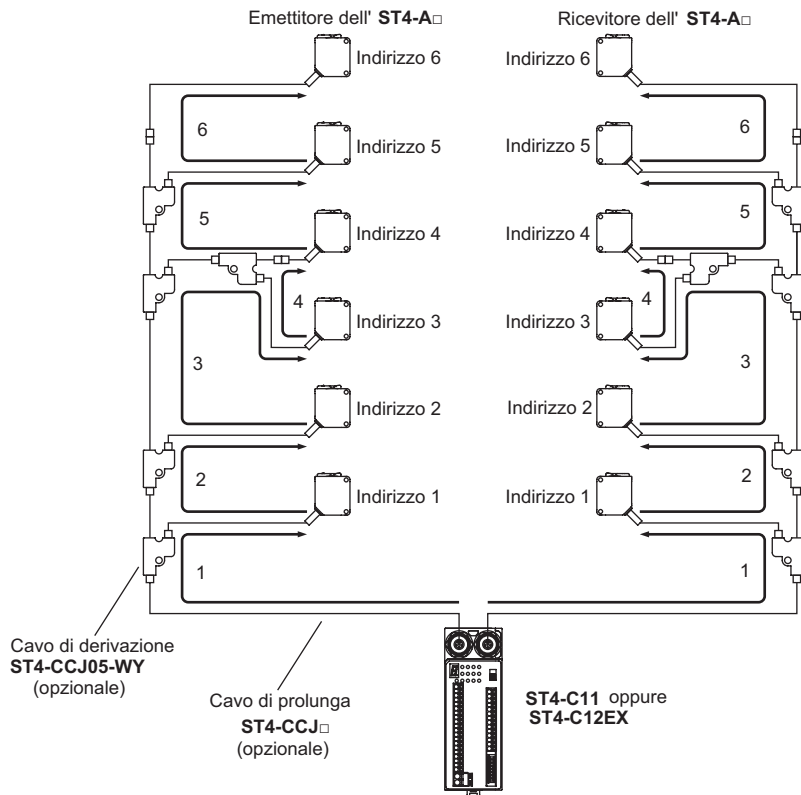 Emettitore dell' ST4-A□
Ricevitore dell' ST4-A□
Indirizzo 6
Indirizzo 6
6
6
Indirizzo 5
Indirizzo 5
5
5
Indirizzo 4
Indirizzo 4
4
4
Indirizzo 3
Indirizzo 3
3
3
Indirizzo 2
Indirizzo 2
2
2
Indirizzo 1
Indirizzo 1
1
1
Cavo di derivazione
ST4-CCJ05-WY
(opzionale)
Cavo di prolunga
ST4-CCJ□
(opzionale)
ST4-C11 oppure
ST4-C12EX